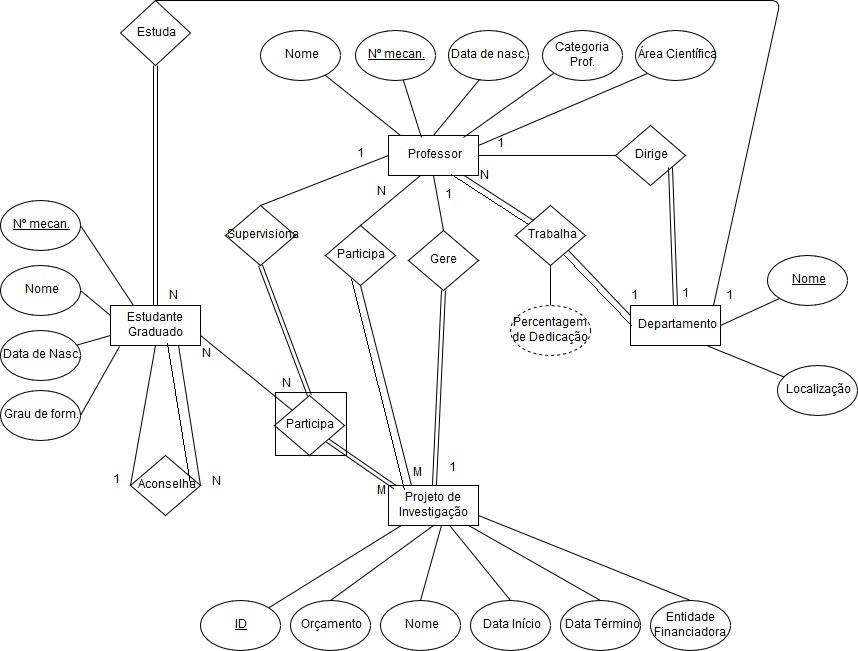 Estuda
Nome
Nº mecan.
Data de nasc.
Categoria
Prof.
Área Científica
1
Professor
1
N
Dirige
N
1
Supervisiona
Participa
Gere
Trabalha
Nº mecan.
Nome
Data de Nasc.
Grau de form.
N
Estudante
Graduado
N
1
1
1
Nome
Departamento
Percentagem
de Dedicação
Localização
N
Participa
1
Aconselha
N
M
M
1
Projeto de
Investigação
ID
Orçamento
Nome
Data Início
Data Término
Entidade
Financiadora